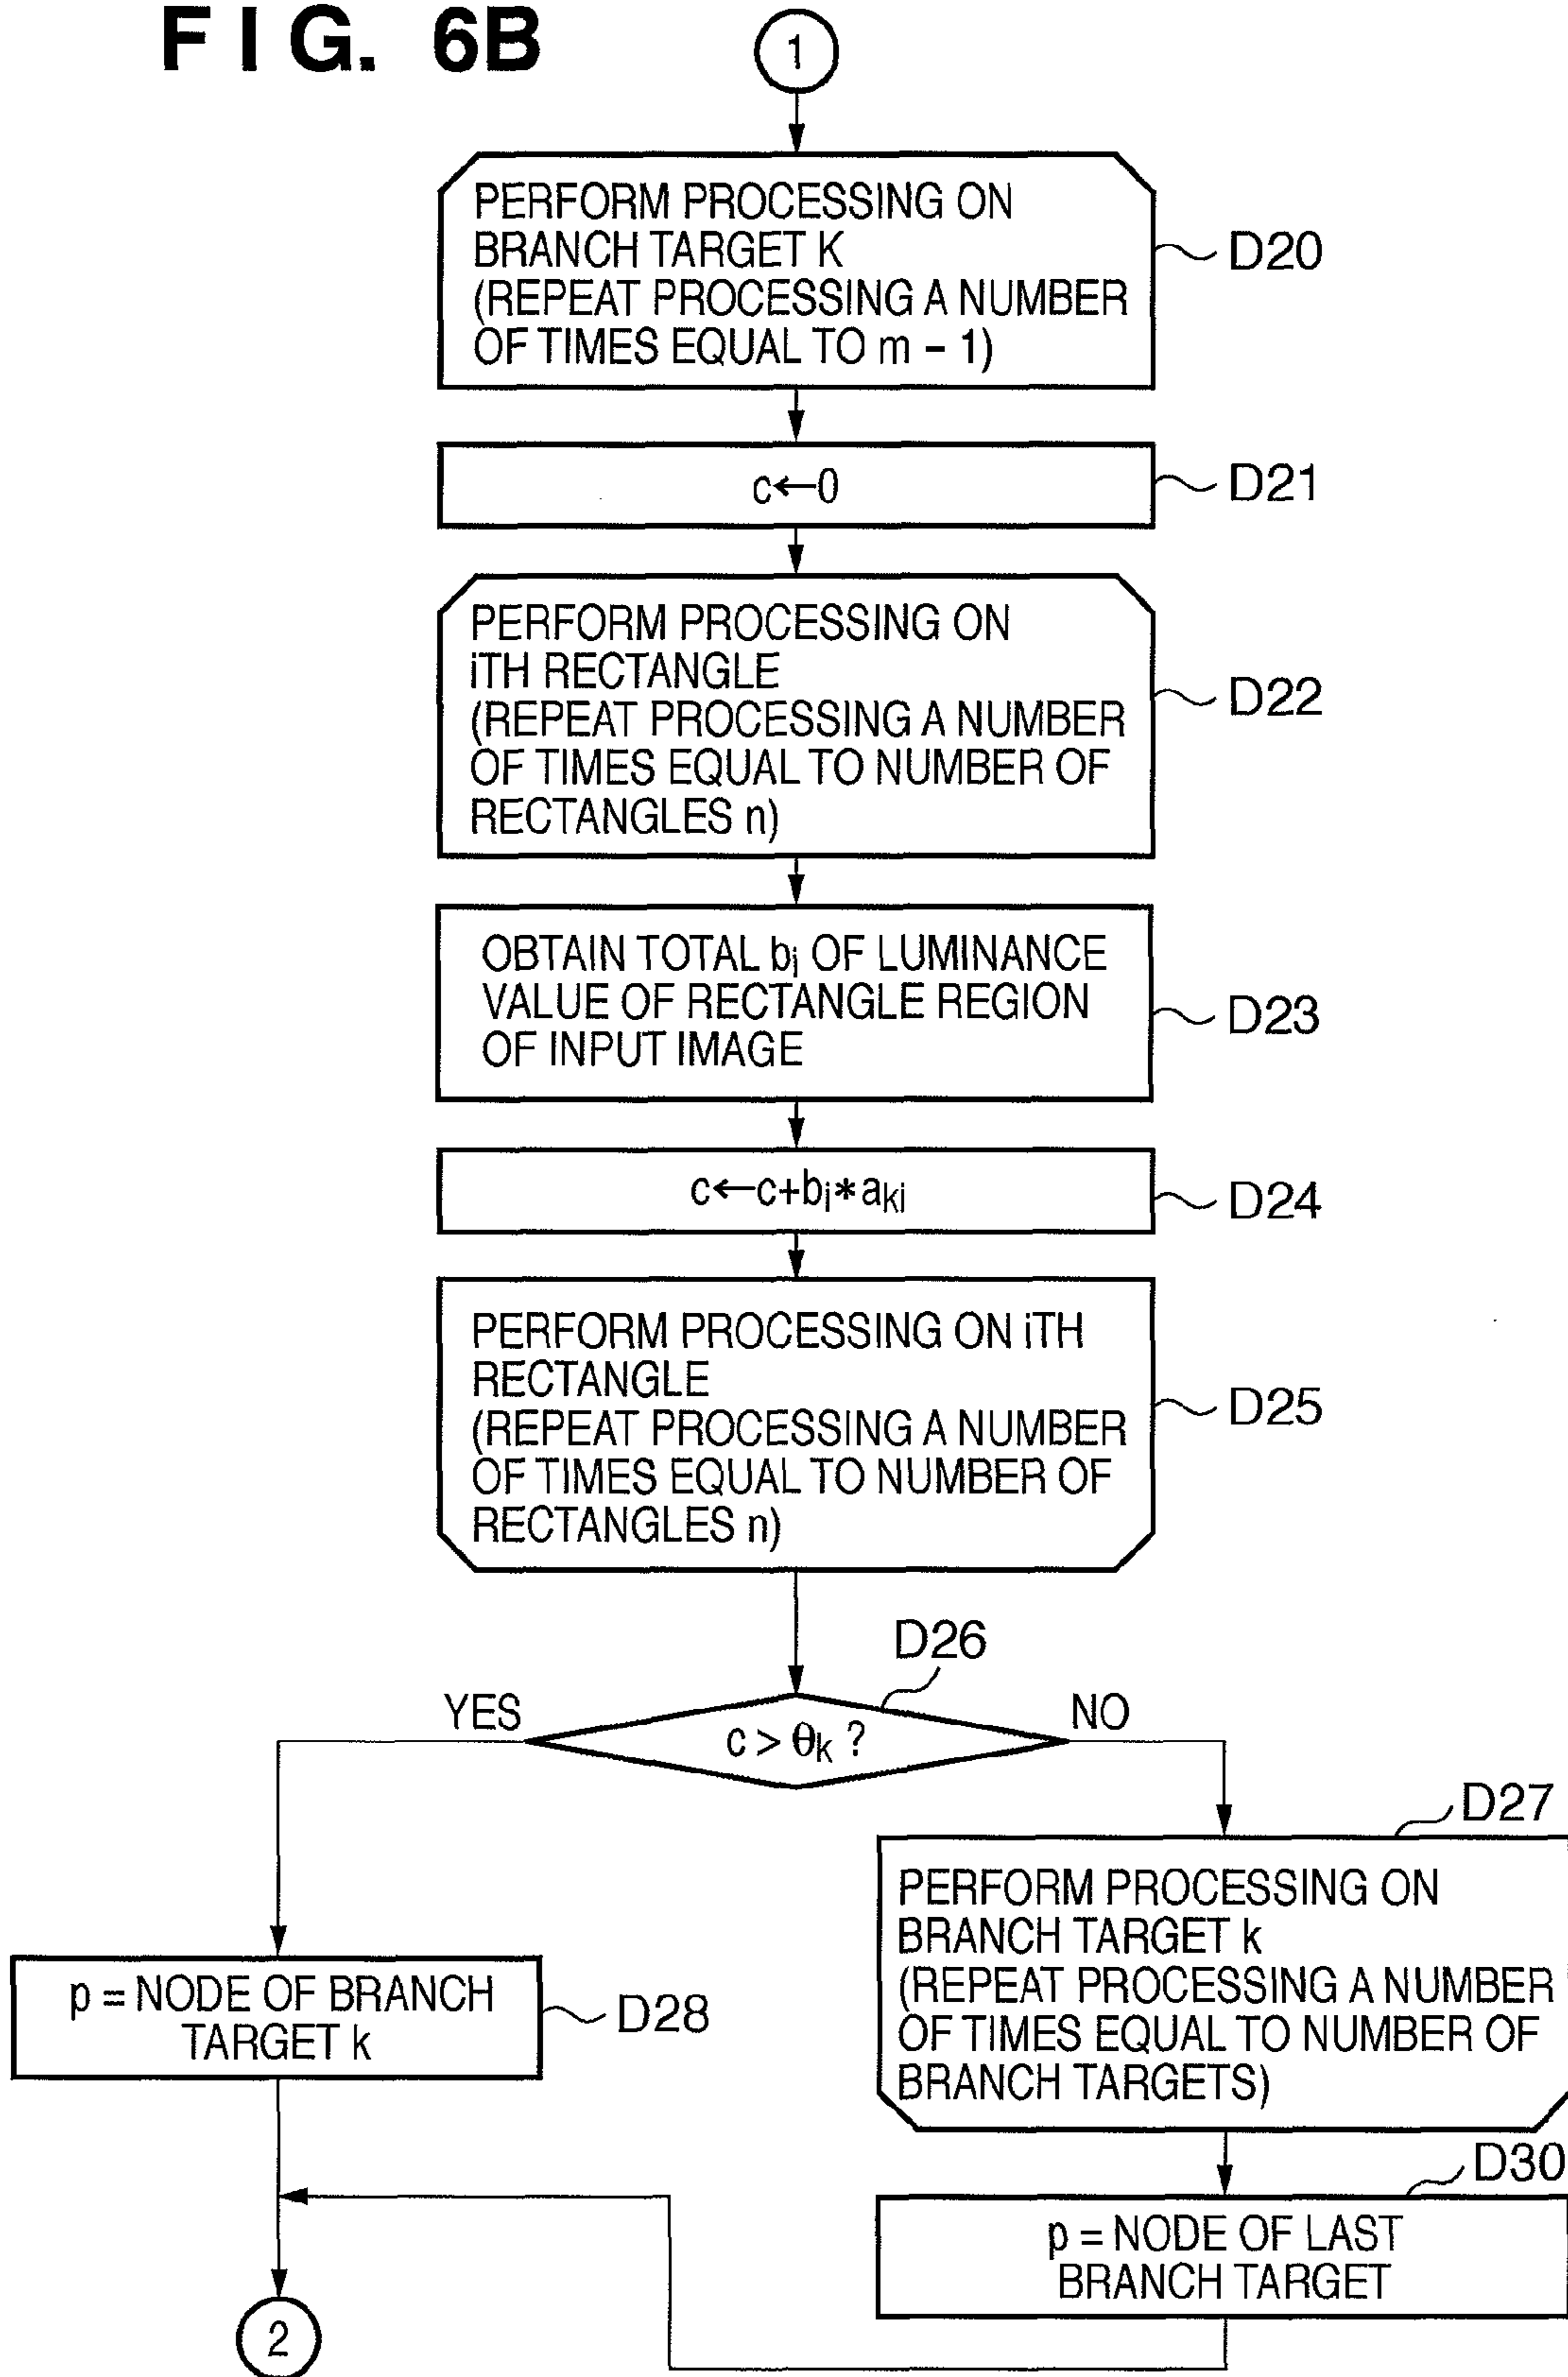 FIG. 6B
1
PERFORM PROCESSING ON
BRANCH TARGET K
(REPEAT PROCESSING A NUMBER
OF TIMES EQUAL TO m – 1)
D20
c←0
D21
PERFORM PROCESSING ON
iTH RECTANGLE
(REPEAT PROCESSING A NUMBER
OF TIMES EQUAL TO NUMBER OF
RECTANGLES n)
D22
OBTAIN TOTAL bi OF LUMINANCE
VALUE OF RECTANGLE REGION
OF INPUT IMAGE
D23
c←c+bi*aki
D24
PERFORM PROCESSING ON iTH
RECTANGLE
(REPEAT PROCESSING A NUMBER
OF TIMES EQUAL TO NUMBER OF
RECTANGLES n)
D25
D26
YES
c > θk ?
NO
D27
PERFORM PROCESSING ON
BRANCH TARGET k
(REPEAT PROCESSING A NUMBER
OF TIMES EQUAL TO NUMBER OF
BRANCH TARGETS)
p = NODE OF BRANCH
TARGET k
D28
D30
p = NODE OF LAST
BRANCH TARGET
2